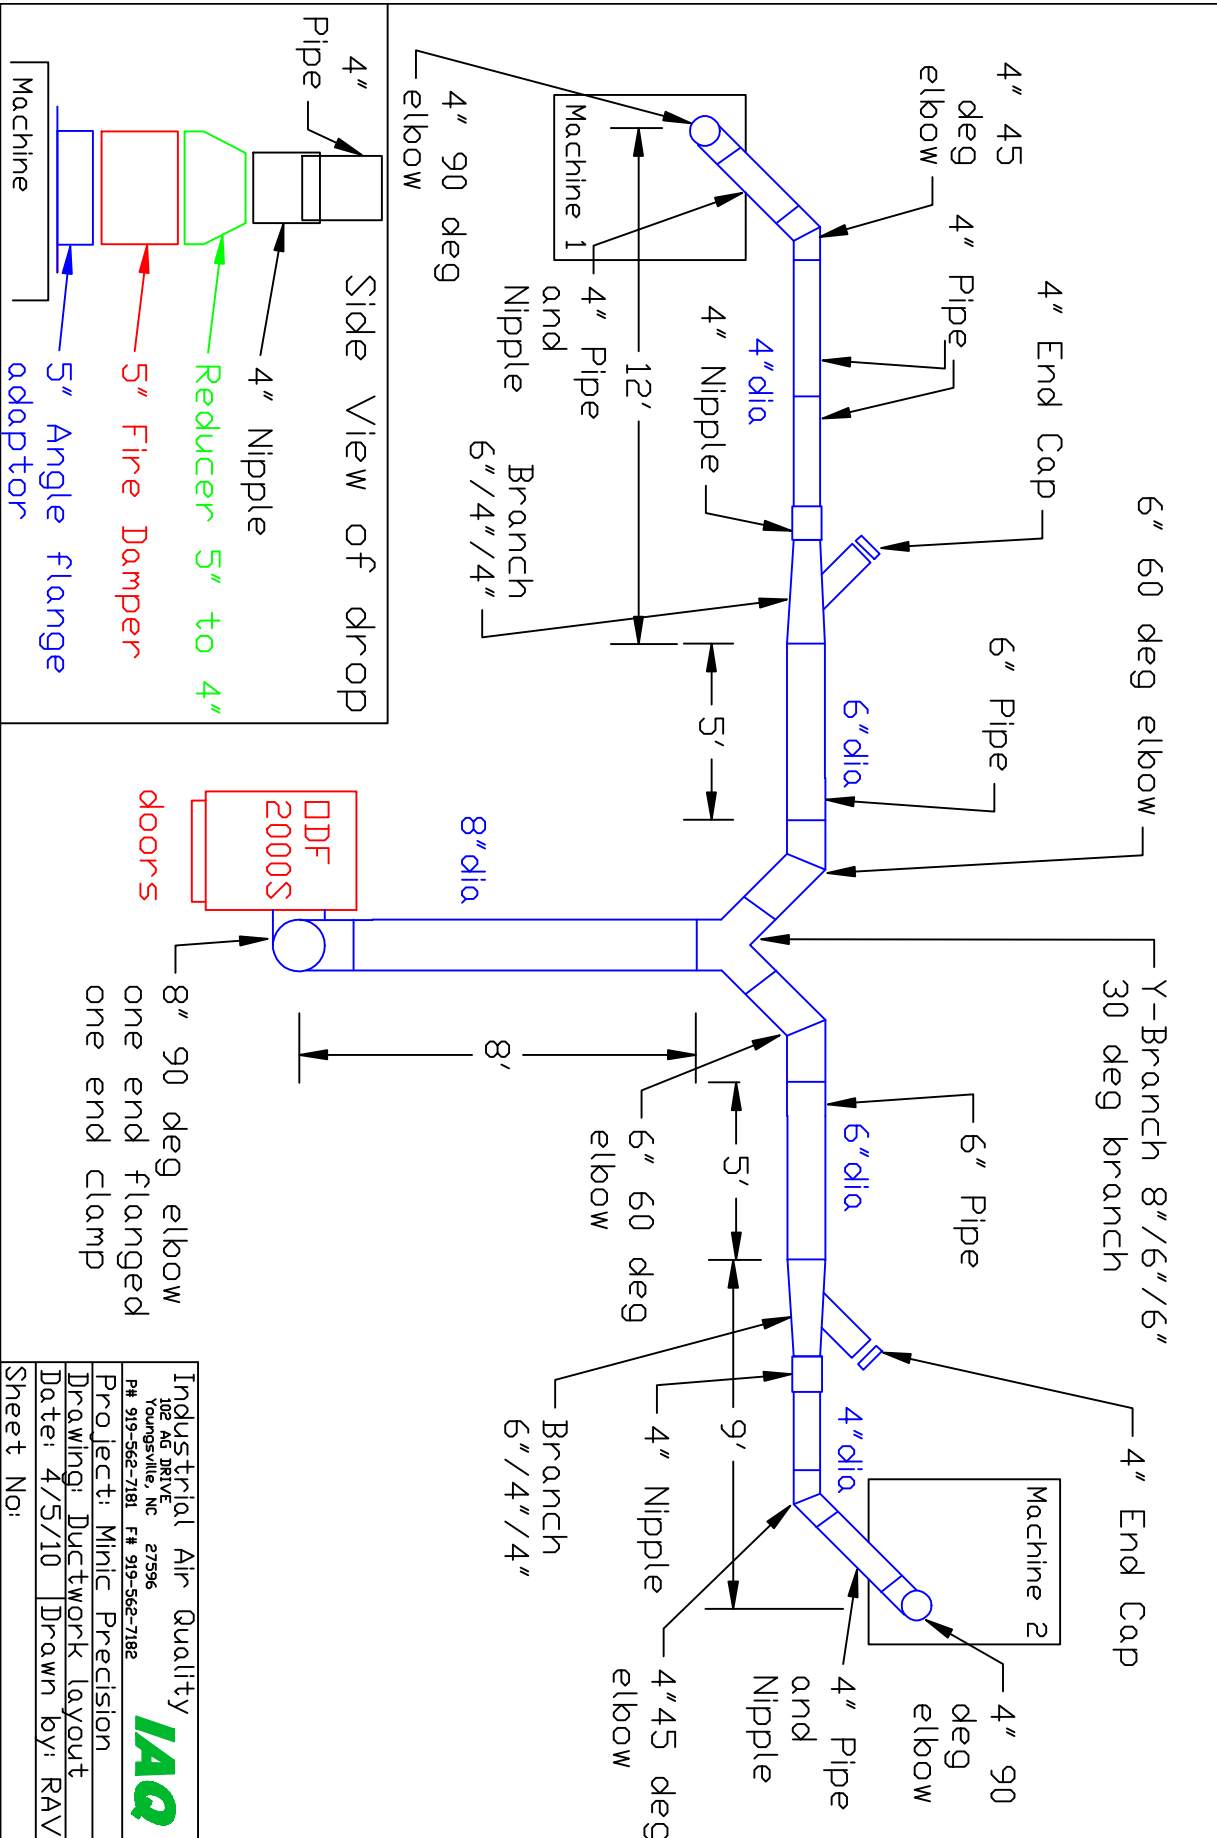 4" 45
deg
elbow
4" Pipe
4" End Cap
6" 60 deg elbow
6" Pipe
Y-Branch 8"/6"/6"
30 deg branch
6" Pipe
4" End Cap
4" 90
deg
elbow
Machine 2
4" Pipe
and
Nipple
4"45 deg
elbow
4"dia
9'
4" Nipple
Branch
6"/4"/4"
6"dia
5'
6" 60 deg
elbow
8'
8"dia
6"dia
5'
12'
4"dia
4" Nipple
Branch
6"/4"/4"
4" Pipe
and
Nipple
Machine 1
4" 90 deg
elbow
ODF
2000S
doors
8" 90 deg elbow
one end flanged
one end clamp
Side View of drop
4"
Pipe
4" Nipple
Reducer 5" to 4"
5" Fire Damper
5" Angle flange
adaptor
Machine
Industrial Air Quality
102 AG DRIVE
Youngsville, NC 27596
P# 919-562-7181 F# 919-562-7182
IAQ
Project: Minic Precision
Drawing: Ductwork layout
Date: 4/5/10 Drawn by: RAV
Sheet No: